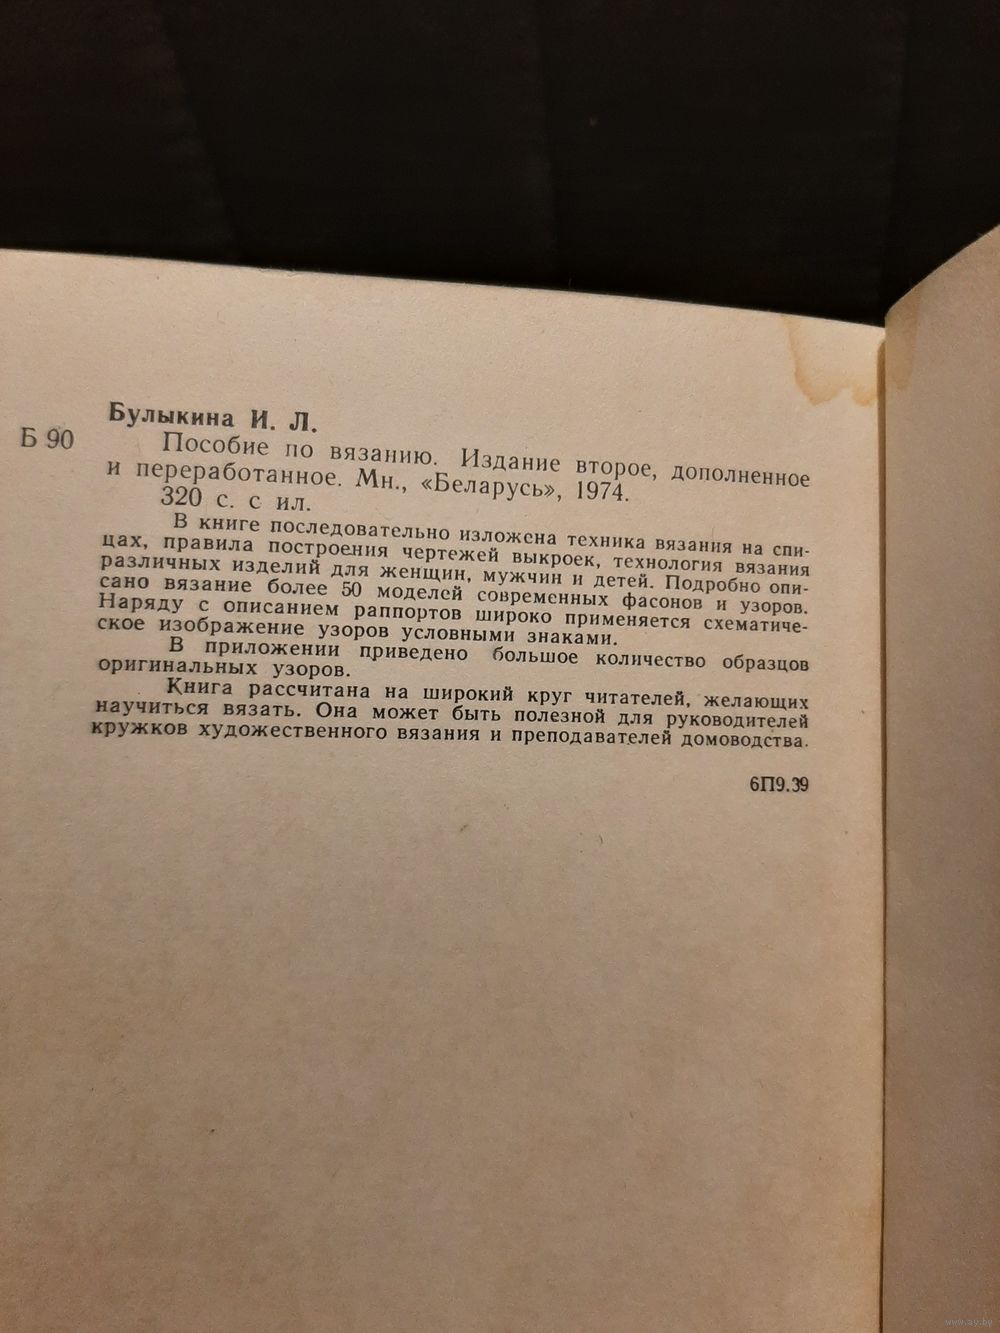 Булыкина И. Л.
Б 90
Пособие по вязанию. Издание второе, дополненное
и переработанное. Мн., «Беларусь», 1974.
320 с. с ил.
В книге последовательно изложена техника вязания на спи-
цах, правила построения чертежей выкроек, технология вязания
различных изделий для женщин, мужчин и детей. Подробно опи-
сано вязание более 50 моделей современных фасонов и узоров.
Наряду с описанием раппортов широко применяется схематиче-
ское изображение узоров условными знаками.
В приложении приведено большое количество образцов
оригинальных узоров.
Книга рассчитана на широкий круг читателей, желающих
научиться вязать. Она может быть полезной для руководителей
кружков художественного вязания и преподавателей домоводства.
6П9.39
www.ay.by